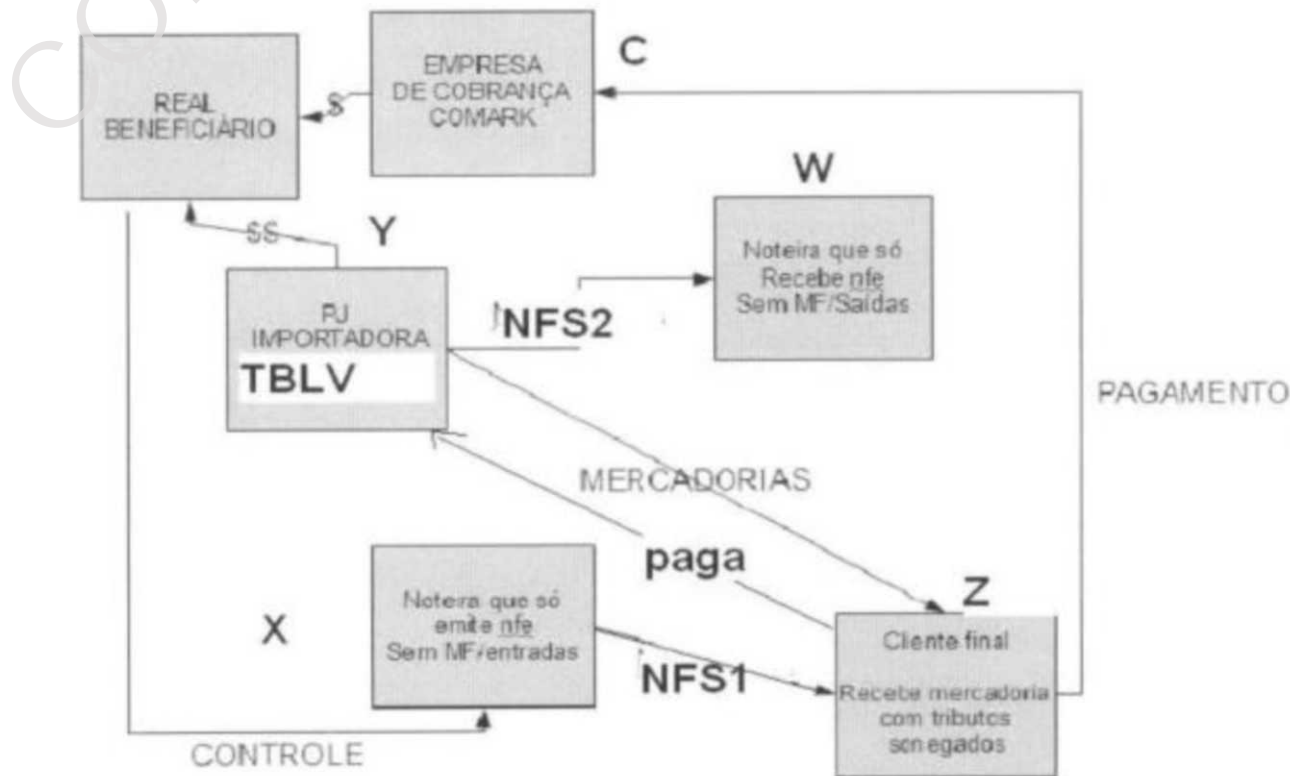 REAL
BENEFICIÁRIO
EMPRESA
DE COBRANÇA
COMARK
C
S
W
Noteira que só
Recebe nfe
Sem MF/Saídas
$$
Y
PJ
IMPORTADORA
TBLV
NFS2
PAGAMENTO
MERCADORIAS
paga
X
Noteira que só
emite nfe
Sem MF/entradas
NFS1
Z
Cliente final
Recebe mercadoria
com tributos
sonegados
CONTROLE